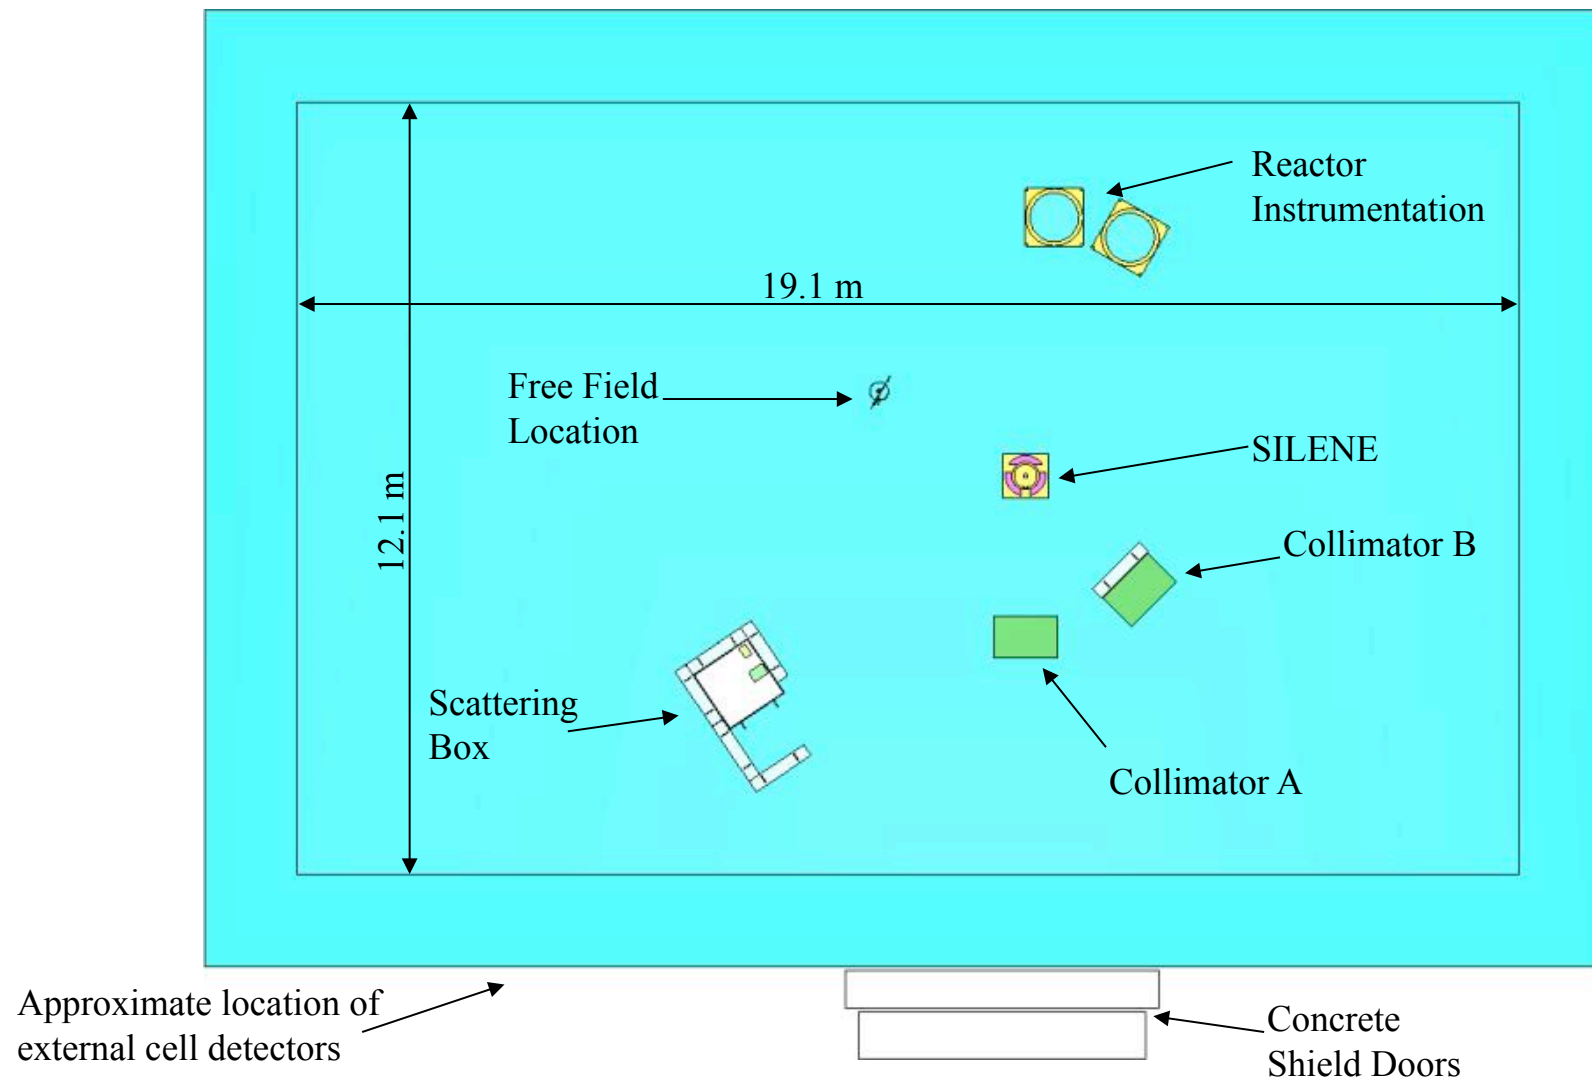 Reactor
Instrumentation
19.1 m
Free Field
Location
SILENE
12.1 m
Collimator B
Scattering
Box
Collimator A
Approximate location of
external cell detectors
Concrete
Shield Doors